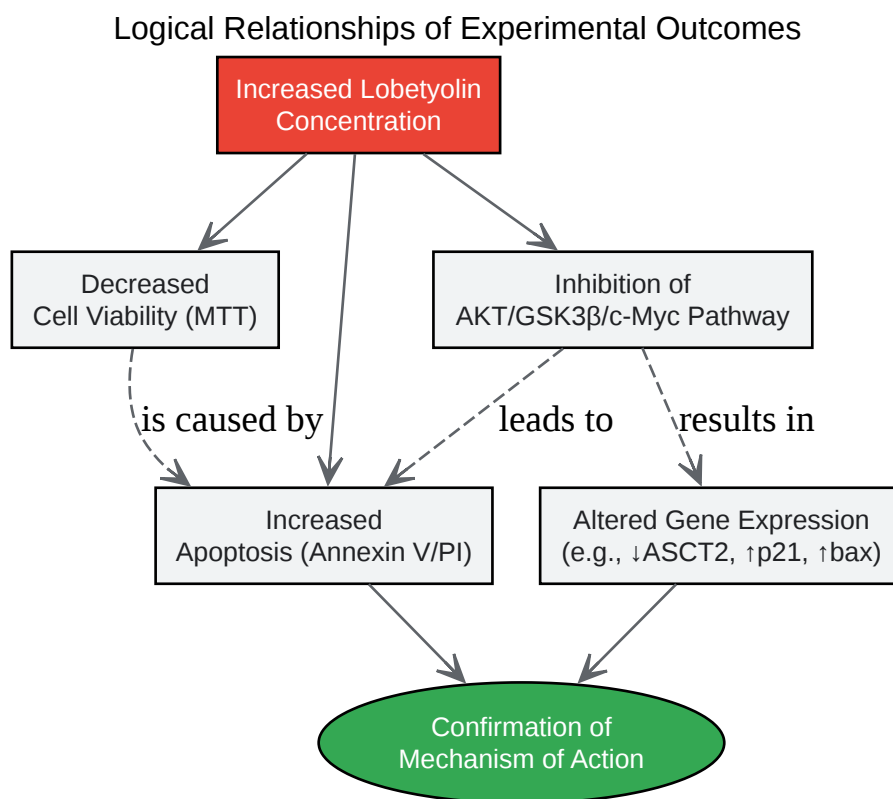 Logical Relationships of Experimental Outcomes
Increased Lobetyolin
Concentration
Decreased
Cell Viability (MTT)
Inhibition of
AKT/GSK3β/c-Myc Pathway
is caused by
leads to
results in
Increased
Apoptosis (Annexin V/PI)
Altered Gene Expression
(e.g., ↓ASCT2, ↑p21, ↑bax)
Confirmation of
Mechanism of Action